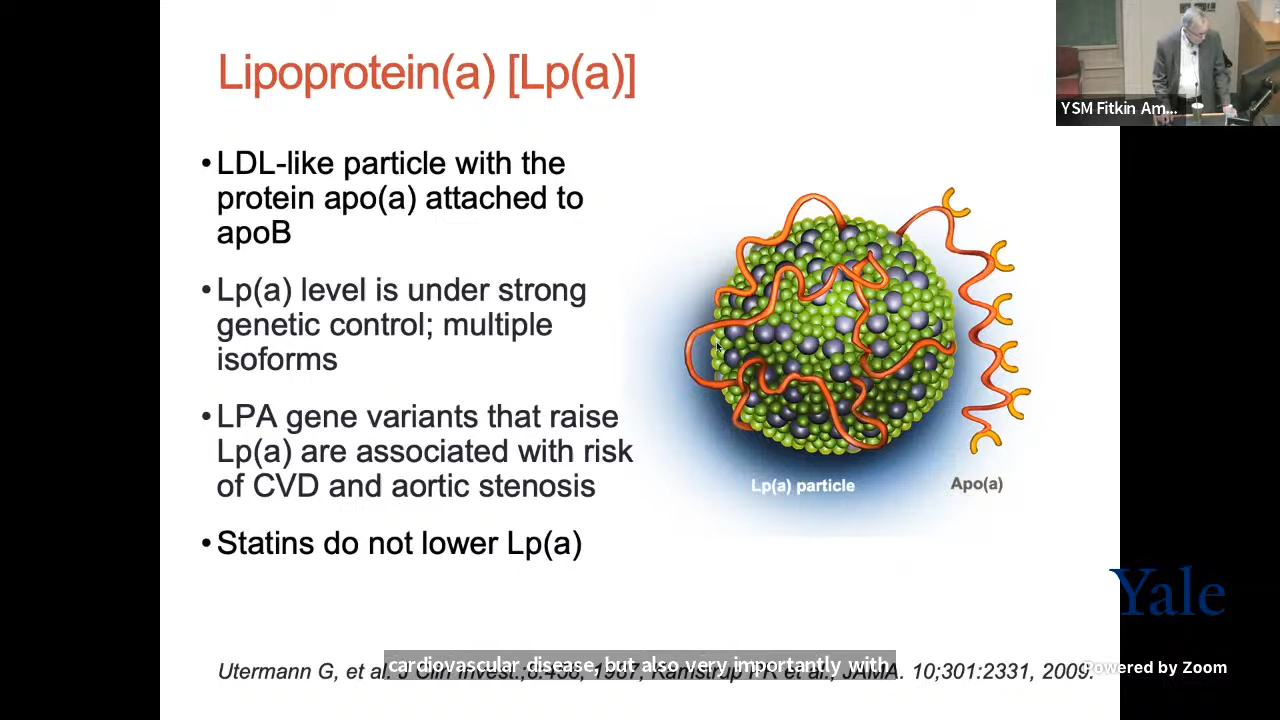 Lipoprotein(a) [Lp(a)]
YSM Fitkin Am...
•LDL-like particle with the
protein apo(a) attached to
apoB
•Lp(a) level is under strong
genetic control; multiple
isoforms
•LPA gene variants that raise
Lp(a) are associated with risk
of CVD and aortic stenosis
•Statins do not lower Lp(a)
Lp(a) particle
Apo(a)
Yale
Powered by Zoom
cardiovascular disease, but also very importantly with
Utermann G, et al. J Clin Invest.; 1987; Kamstrup PR et al., JAMA. 10;301:2331, 2009.